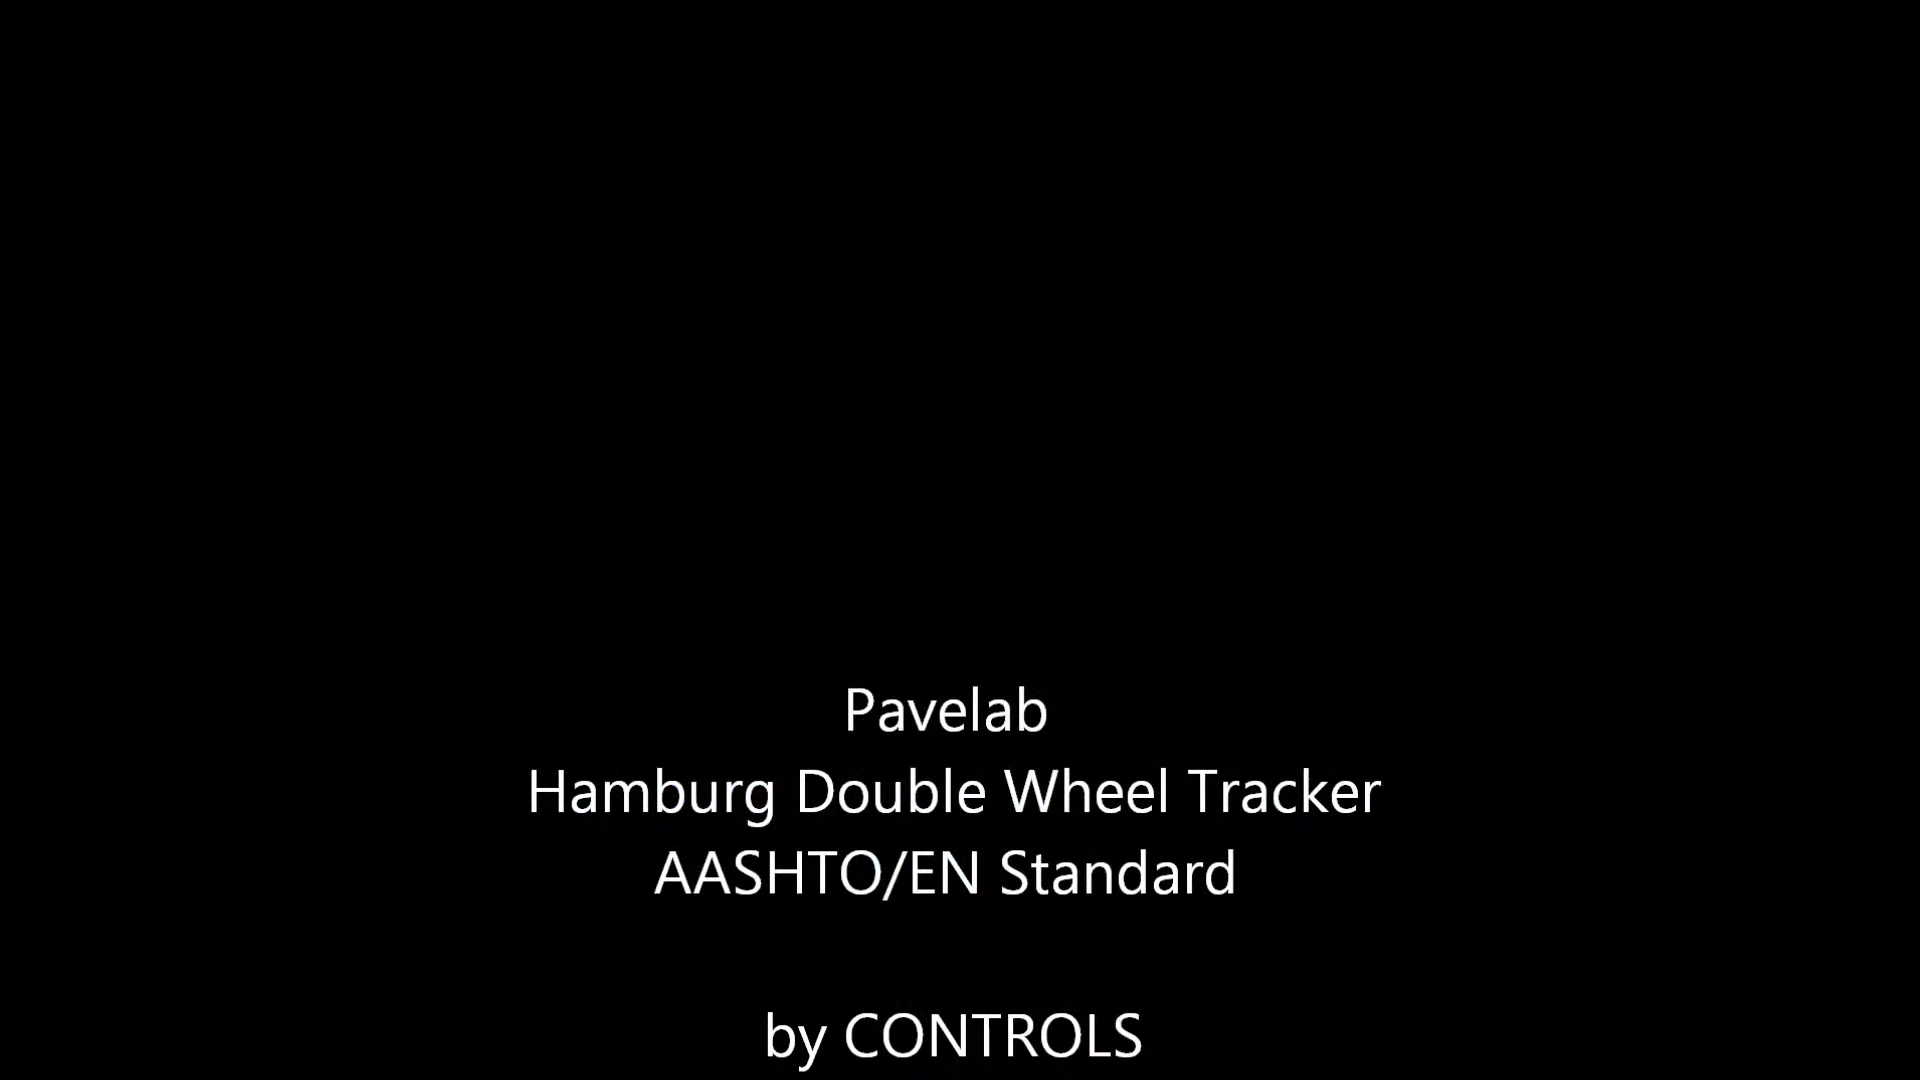 Pavelab
Hamburg Double Wheel Tracker
AASHTO/EN Standard
by CONTROLS